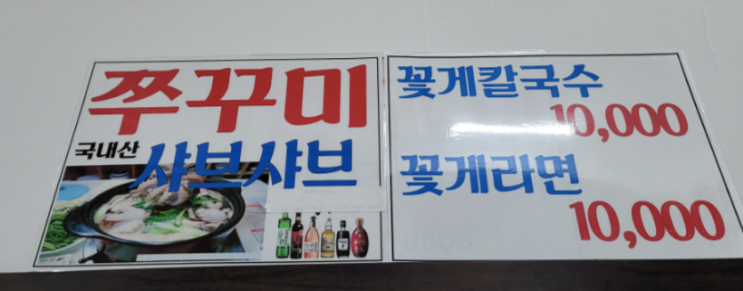 쭈꾸미
국내산 샤브샤브
꽃게칼국수
10,000
꽃게라면
10,000